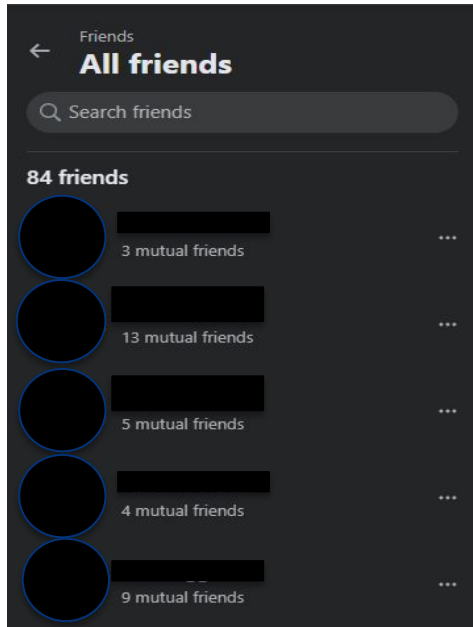 Friends
All friends
Search friends
84 friends
3 mutual friends
13 mutual friends
5 mutual friends
4 mutual friends
9 mutual friends